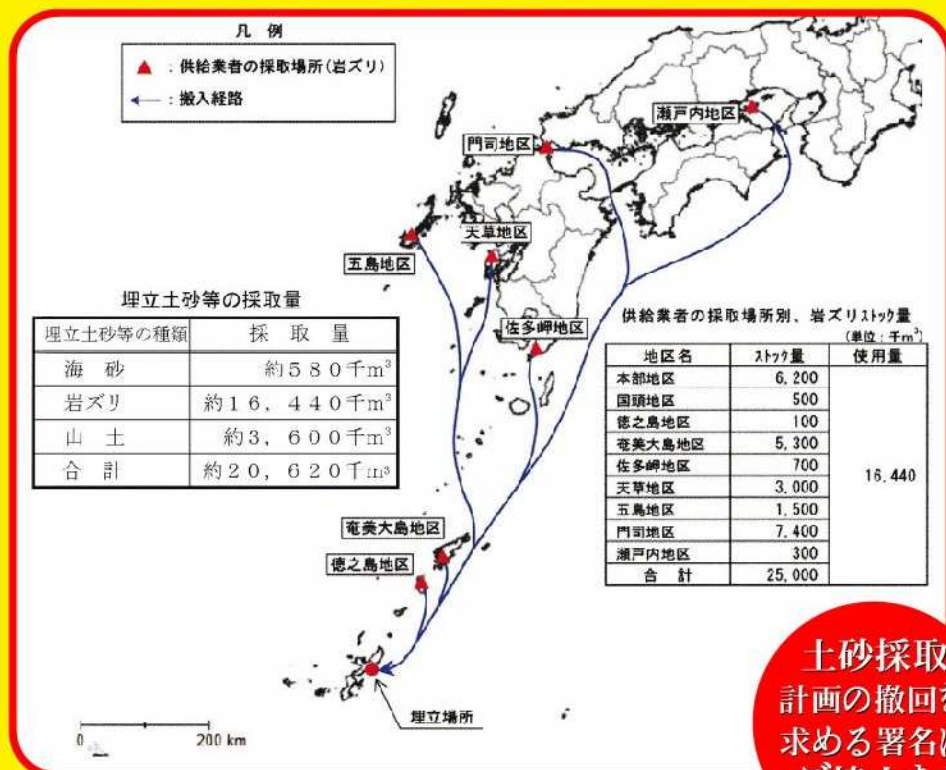 凡 例
▲ : 供給業者の採取場所(岩ズリ)
← : 搬入経路
瀬戸内地区
門司地区
天草地区
五島地区
佐多岬地区
埋立土砂等の採取量
埋立土砂等の種類 採 取 量
海 砂 約580千m³
岩ズリ 約16,440千m³
山 土 約3,600千m³
合 計 約20,620千m³
供給業者の採取場所別、岩ズリストック量
(単位:千m³)
地区名 ストック量 使用量
本部地区 6,200
国頭地区 500
徳之島地区 100
奄美大島地区 5,300
佐多岬地区 700
天草地区 3,000
五島地区 1,500
門司地区 7,400
瀬戸内地区 300
合 計 25,000
16,440
奄美大島地区
徳之島地区
埋立場所
0 200 km
土砂採取
計画の撤回を
求める署名に